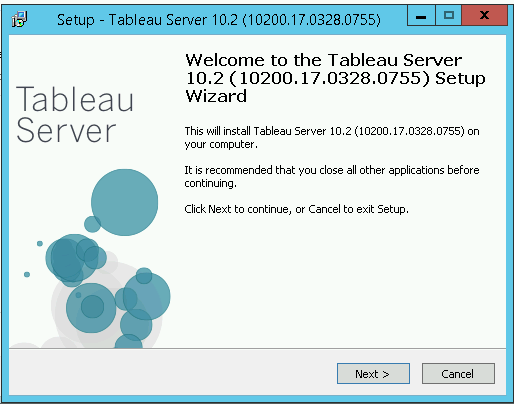 Setup - Tableau Server 10.2 (10200.17.0328.0755)
Tableau
Server
Welcome to the Tableau Server
10.2 (10200.17.0328.0755) Setup
Wizard
This will install Tableau Server 10.2 (10200.17.0328.0755) on
your computer.
It is recommended that you close all other applications before
continuing.
Click Next to continue, or Cancel to exit Setup.
Next >
Cancel